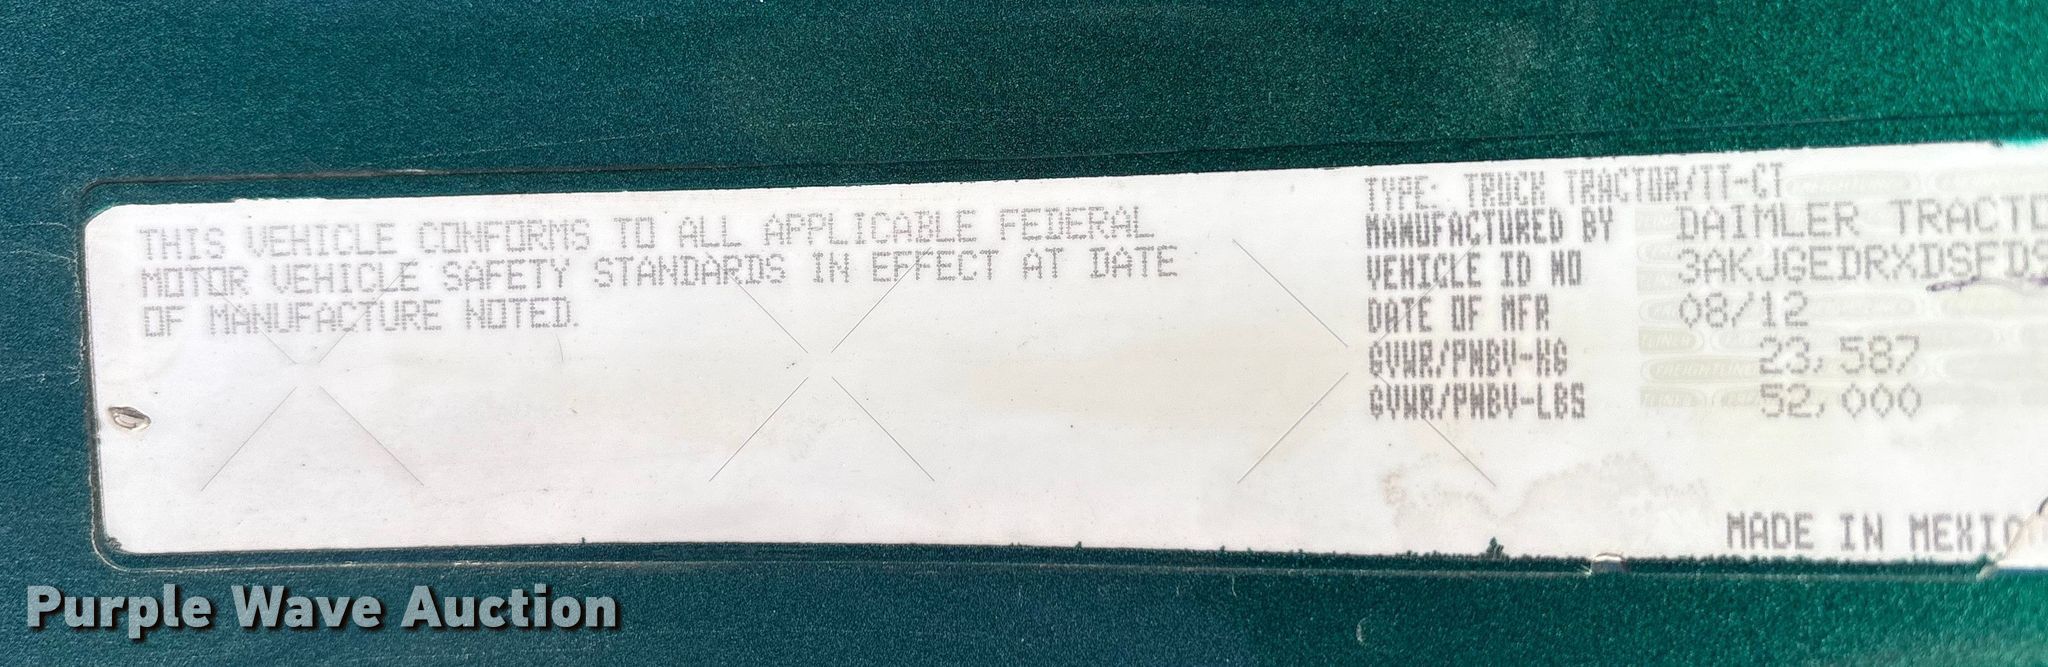 THIS VEHICLE CONFORMS TO ALL APPLICABLE FEDERAL
MOTOR VEHICLE SAFETY STANDARDS IN EFFECT AT DATE
OF MANUFACTURE NOTED.
TYPE: TRUCK TRACTOR/TT-CT
MANUFACTURED BY DAIMLER TRACTO
VEHICLE ID NO 3AKJGEDRXDSFD
DATE OF MFR 08/12
GVWR/PNBV-KG 23,587
GVWR/PNBV-LBS 52,000
MADE IN MEXIC
Purple Wave Auction